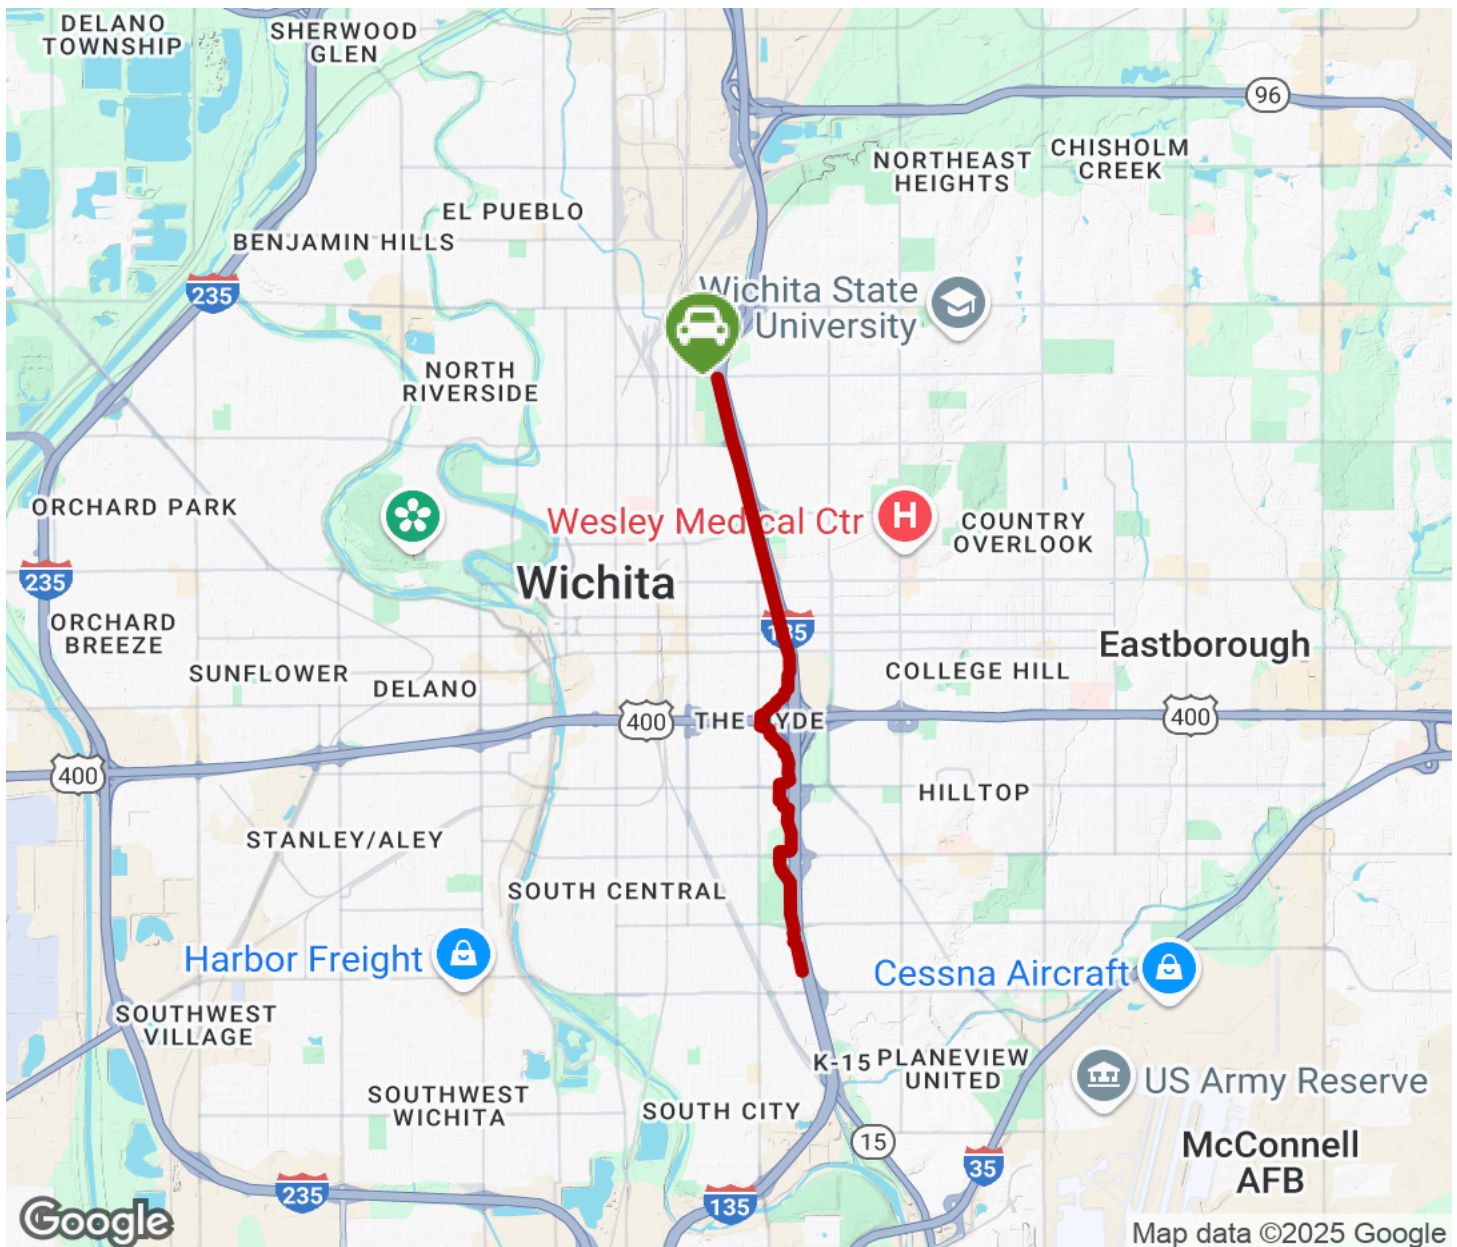 DELANO
TOWNSHIP
SHERWOOD
GLEN
96
NORTHEAST
HEIGHTS
CHISHOLM
CREEK
EL PUEBLO
BENJAMIN HILLS
235
Wichita State
University
NORTH
RIVERSIDE
ORCHARD PARK
Wesley Medical Ctr
H
COUNTRY
OVERLOOK
235
Wichita
ORCHARD
BREEZE
135
Eastborough
SUNFLOWER
DELANO
COLLEGE HILL
400
THE
YDE
400
400
HILLTOP
STANLEY/ALEY
SOUTH CENTRAL
Harbor Freight
Cessna Aircraft
SOUTHWEST
VILLAGE
K-15
PLANEVIEW
UNITED
US Army Reserve
SOUTHWEST
WICHITA
SOUTH CITY
15
McConnell
AFB
35
235
135
Google
Map data ©2025 Google